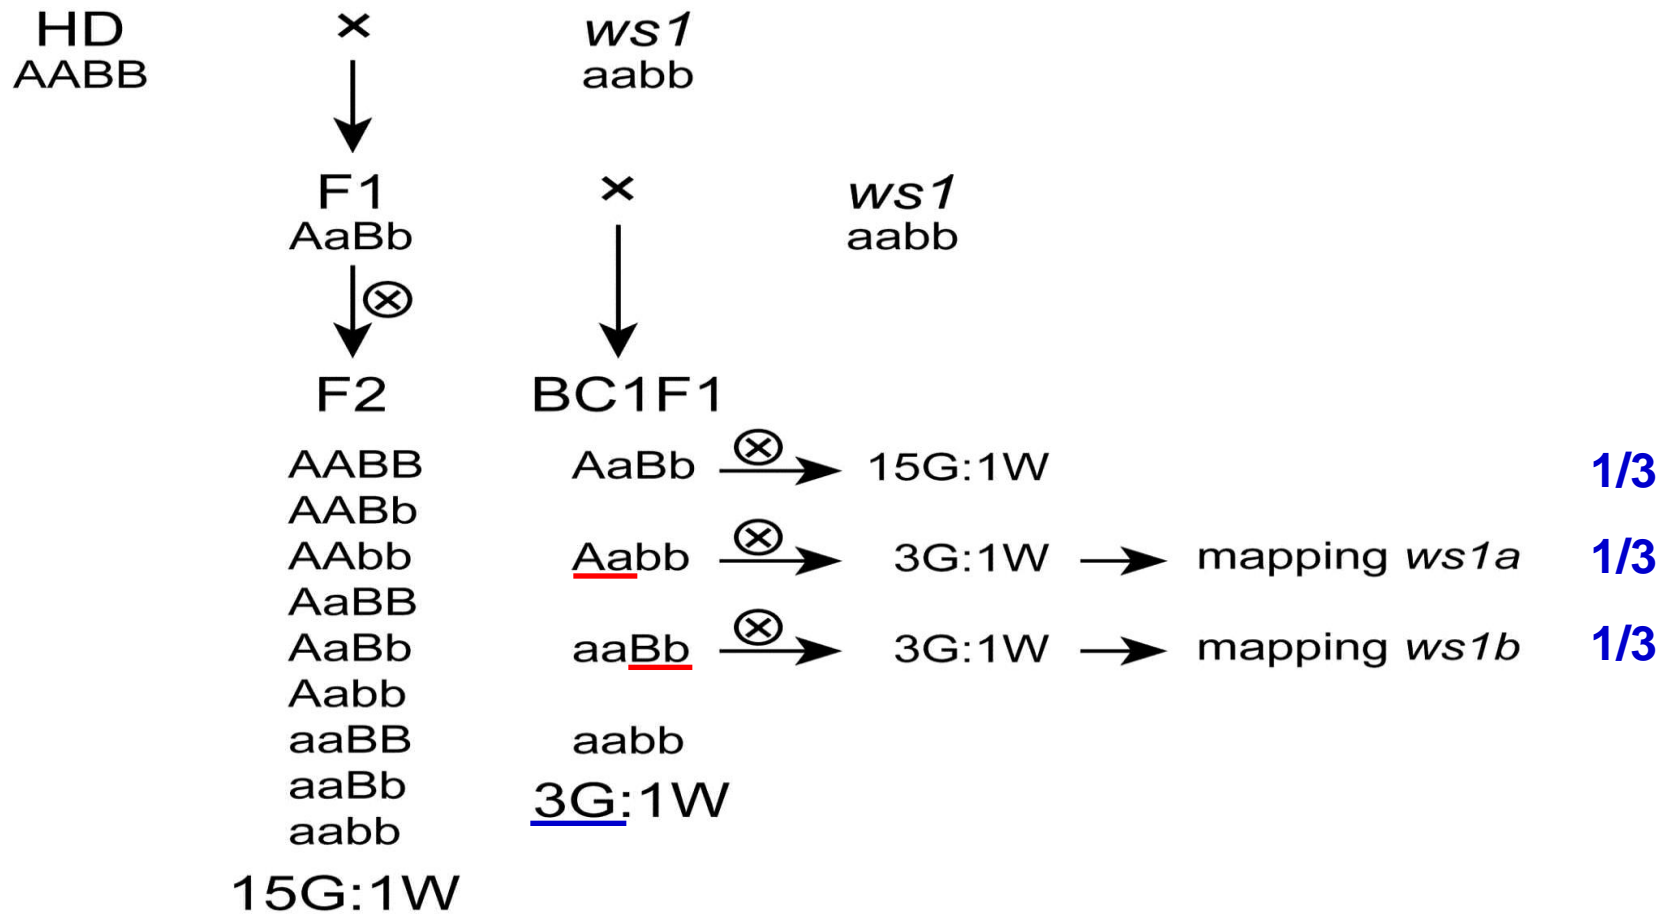 HD × ws1
AABB aabb
F1 × ws1
AaBb aabb
F2 BC1F1
AABB AaBb 15G:1W 1/3
AABb
AAbb Aabb 3G:1W mapping ws1a 1/3
AaBB
AaBb aaBb 3G:1W mapping ws1b 1/3
Aabb
aaBB aabb
aaBb 3G:1W
aabb
15G:1W